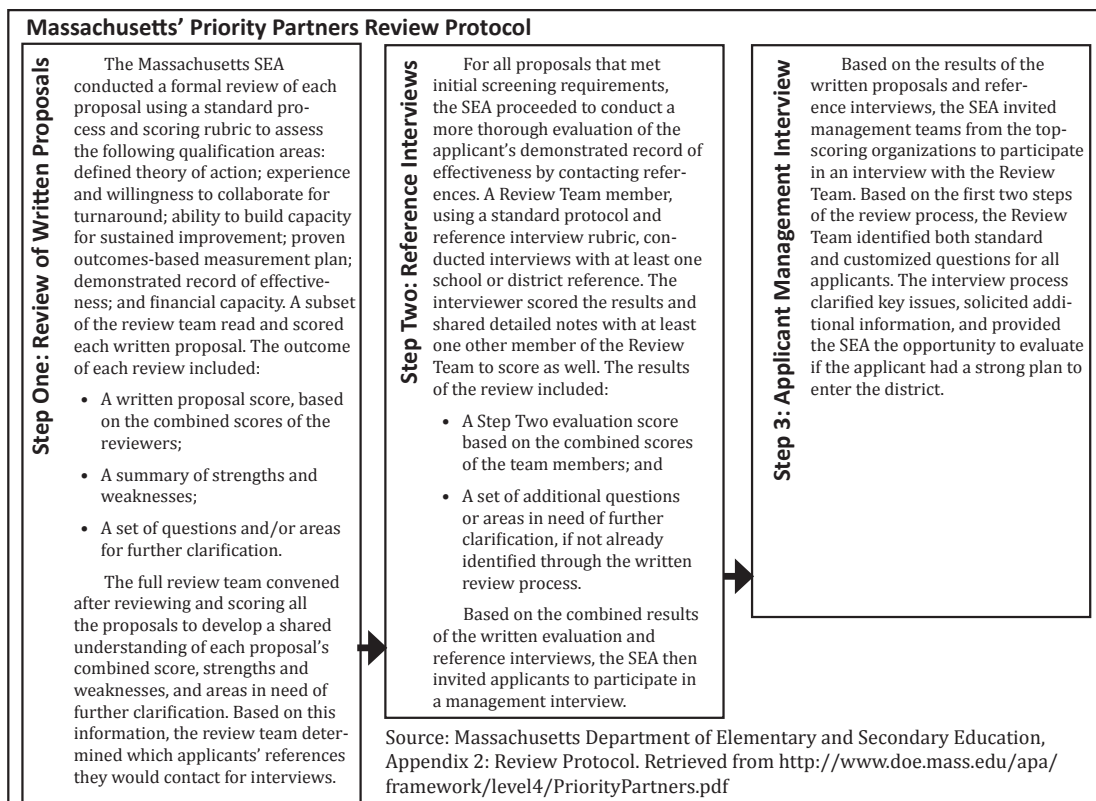 Massachusetts' Priority Partners Review Protocol
Step One: Review of Written Proposals
The Massachusetts SEA
conducted a formal review of each
proposal using a standard pro-
cess and scoring rubric to assess
the following qualification areas:
defined theory of action; experience
and willingness to collaborate for
turnaround; ability to build capacity
for sustained improvement; proven
outcomes-based measurement plan;
demonstrated record of effective-
ness; and financial capacity. A subset
of the review team read and scored
each written proposal. The outcome
of each review included:
• A written proposal score, based
on the combined scores of the
reviewers;
• A summary of strengths and
weaknesses;
• A set of questions and/or areas
for further clarification.
The full review team convened
after reviewing and scoring all
the proposals to develop a shared
understanding of each proposal's
combined score, strengths and
weaknesses, and areas in need of
further clarification. Based on this
information, the review team deter-
mined which applicants' references
they would contact for interviews.
Step Two: Reference Interviews
For all proposals that met
initial screening requirements,
the SEA proceeded to conduct a
more thorough evaluation of the
applicant's demonstrated record of
effectiveness by contacting refer-
ences. A Review Team member,
using a standard protocol and
reference interview rubric, con-
ducted interviews with at least one
school or district reference. The
interviewer scored the results and
shared detailed notes with at least
one other member of the Review
Team to score as well. The results
of the review included:
• A Step Two evaluation score
based on the combined scores
of the team members; and
• A set of additional questions
or areas in need of further
clarification, if not already
identified through the written
review process.
Based on the combined results
of the written evaluation and
reference interviews, the SEA then
invited applicants to participate in
a management interview.
Step 3: Applicant Management Interview
Based on the results of the
written proposals and refer-
ence interviews, the SEA invited
management teams from the top-
scoring organizations to participate
in an interview with the Review
Team. Based on the first two steps
of the review process, the Review
Team identified both standard
and customized questions for all
applicants. The interview process
clarified key issues, solicited addi-
tional information, and provided
the SEA the opportunity to evaluate
if the applicant had a strong plan to
enter the district.
Source: Massachusetts Department of Elementary and Secondary Education,
Appendix 2: Review Protocol. Retrieved from http://www.doe.mass.edu/apa/
framework/level4/PriorityPartners.pdf